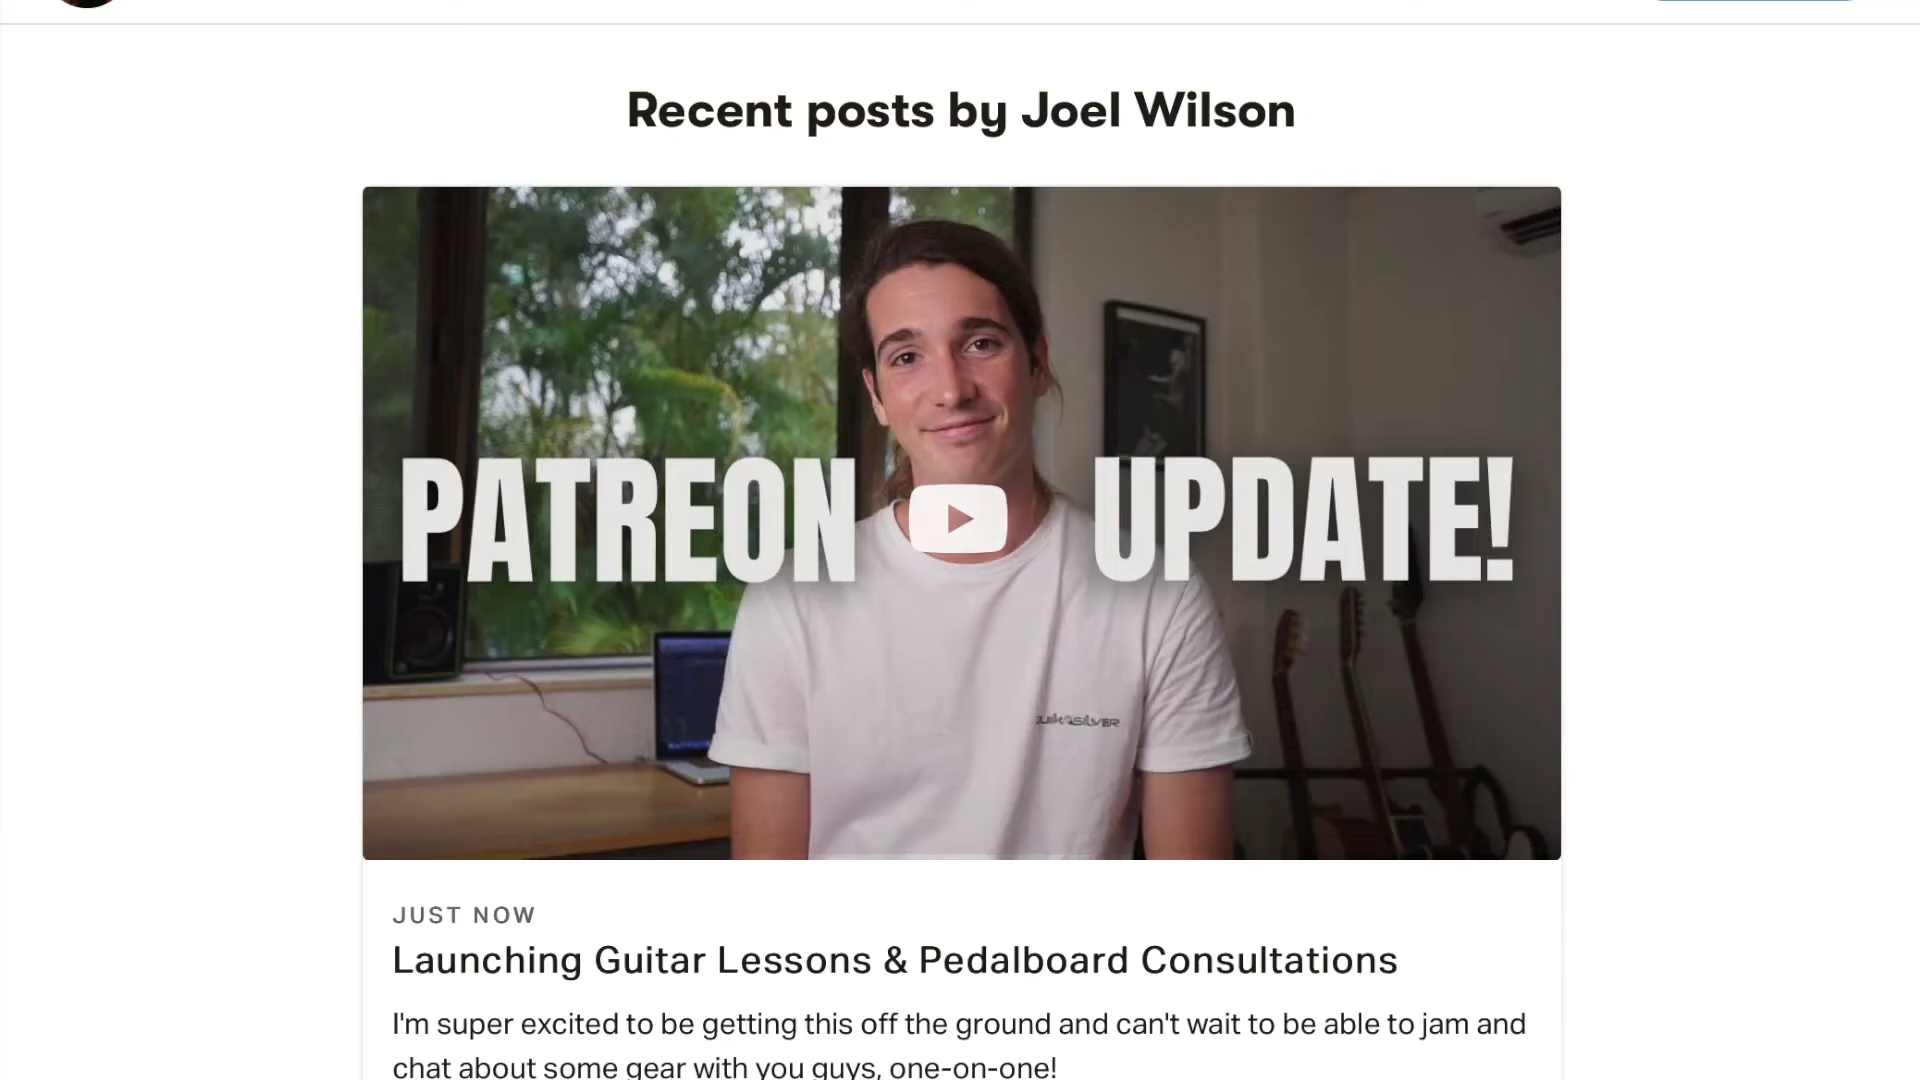 Recent posts by Joel Wilson
PATREON UPDATE!
QUIKSILVER
JUST NOW
Launching Guitar Lessons & Pedalboard Consultations
I'm super excited to be getting this off the ground and can't wait to be able to jam and
chat about some gear with you guys, one-on-one!